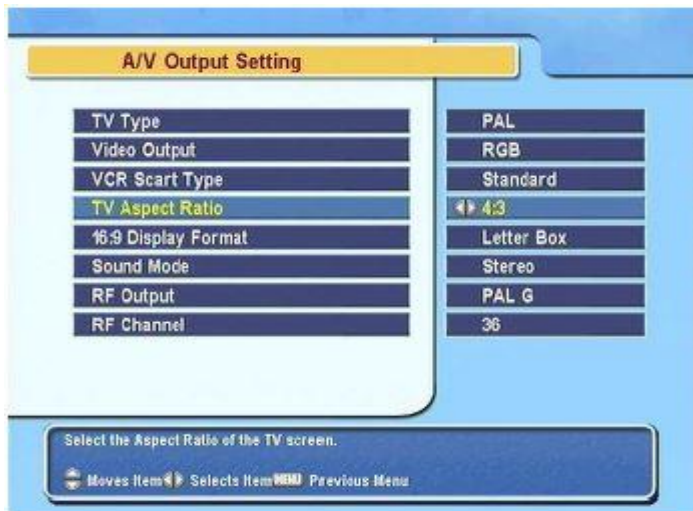 A/V Output Setting
TV Type PAL
Video Output RGB
VCR Scart Type Standard
TV Aspect Ratio 4:3
16:9 Display Format Letter Box
Sound Mode Stereo
RF Output PAL G
RF Channel 36
Select the Aspect Ratio of the TV screen.
Moves Item Selects Item MENU Previous Menu